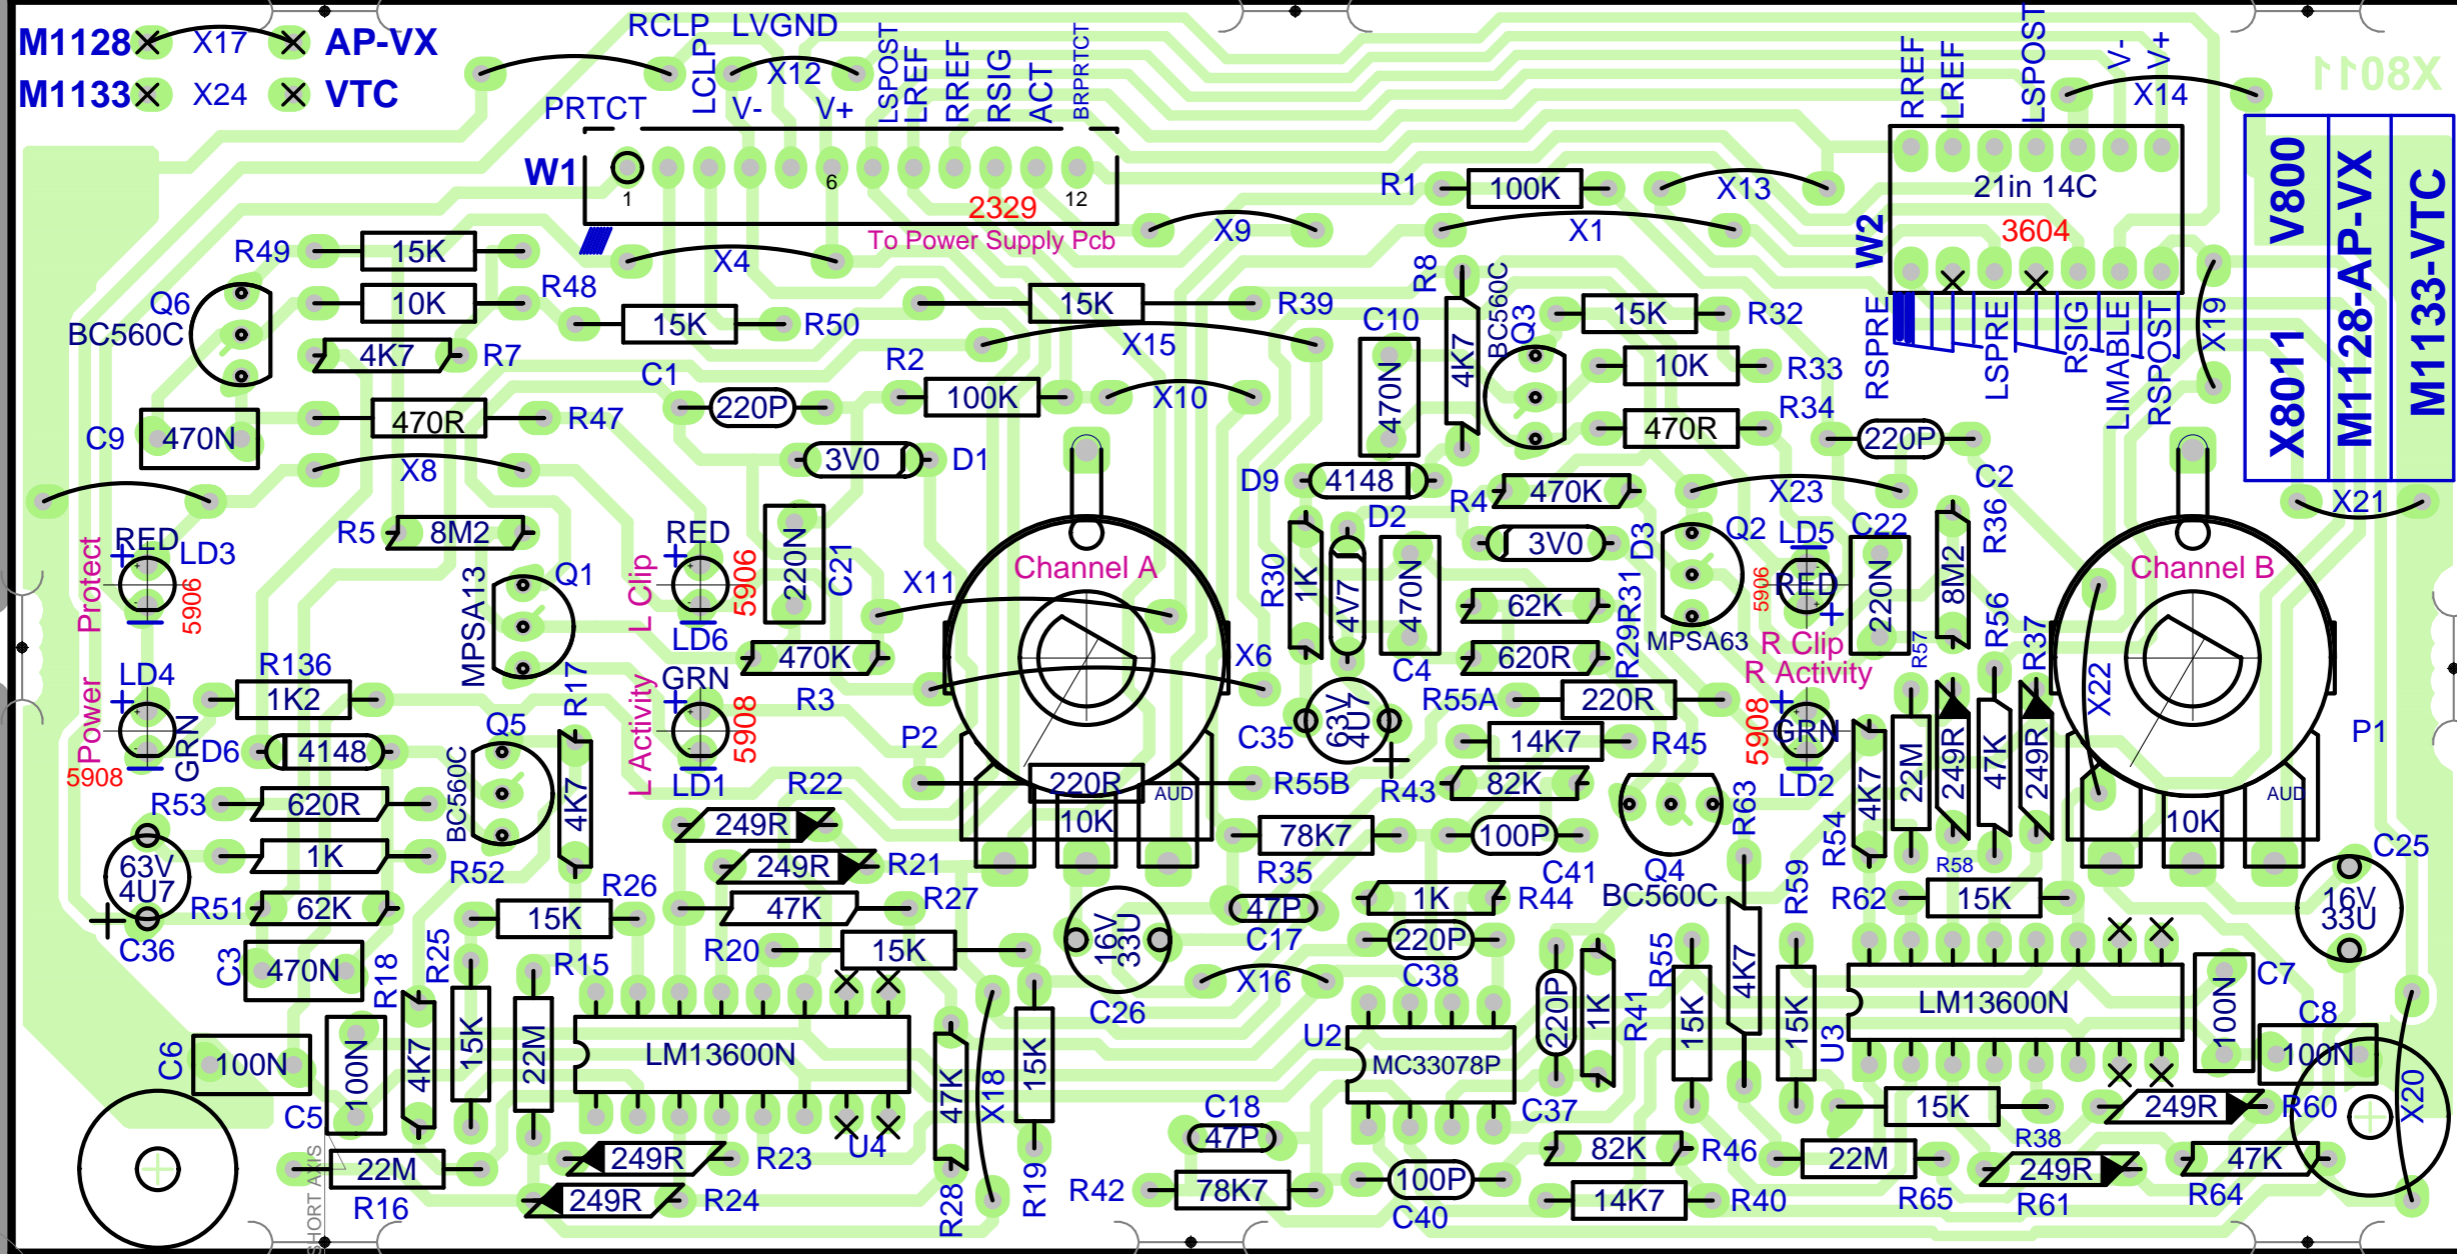 M1128 X17 AP-VX
M1133 X24 VTC
RCLP LVGND
LCLP
X12
V- V+
LSPOST
LREF
RREF
RSIG
ACT
BRPRTCT
PRTCT
W1
1
6
12
2329
To Power Supply Pcb
RREF
LREF
LSPOST
V-
V+
X14
X8011
R1 100K X13
21in 14C
3604
W2
X9
X1
X4
RSPRE
LSPRE
RSIG
LIMABLE
RSPOST
X19
X8011 V800
M1128-AP-VX
M1133-VTC
R49 15K
Q6
BC560C
10K R48
15K R50
15K R39
X15
4K7 R7
C1 220P
R2 100K X10
C9 470N
470R R47
X8
3V0 D1
R8
4K7
BC560C
Q3
C10
470N
15K R32
10K R33
470R R34
220P
C2
D9 4148
R4 470K
X23
X21
R5 8M2
RED
LD3
Protect
5906
MPSA13
Q1
L Clip
RED
5906
LD6
220N
C21
X11
Channel A
R30
1K
D2
4V7
470N
C4
3V0
D3
Q2
MPSA63
LD5
RED
5906
C22
220N
R36
8M2
Channel B
62K
R31
620R
R29
R Clip
R Activity
R57
R56
R37
470K
R3
X6
LD4
Power
GRN
5908
R136
1K2
D6 4148
Q5
BC560C
R17
4K7
L Activity
GRN
5908
LD1
P2
C35
63V
4U7
R55A 220R
14K7 R45
R43 82K
5908
GRN
LD2
X22
P1
R53 620R
R22
249R
220R R55B
AUD
10K
R54
4K7
22M
249R
47K
249R
AUD
10K
63V
4U7
C36
1K
R52
R51 62K
249R R21
47K R27
78K7
R35
100P
C41
Q4
BC560C
R63
4K7
R58
R62 15K
C25
16V
33U
R26
15K
R20 15K
16V
33U
C26
47P
C17
1K R44
220P
C38
X16
C3 470N
R18
4K7
R25
15K
R15
22M
R55
15K
R59
15K
LM13600N
U3
C7
100N
C8
100N
C6 100N
C5
100N
LM13600N
U4
R28
47K
X18
15K
R19
U2
MC33078P
220P
C37
1K
R41
X20
C18
47P
15K
R38
249R R60
22M
R16
249R R23
249R R24
R42 78K7
100P
C40
82K R46
14K7 R40
22M
R65
249R
R61
47K
R64
SHORT AXIS